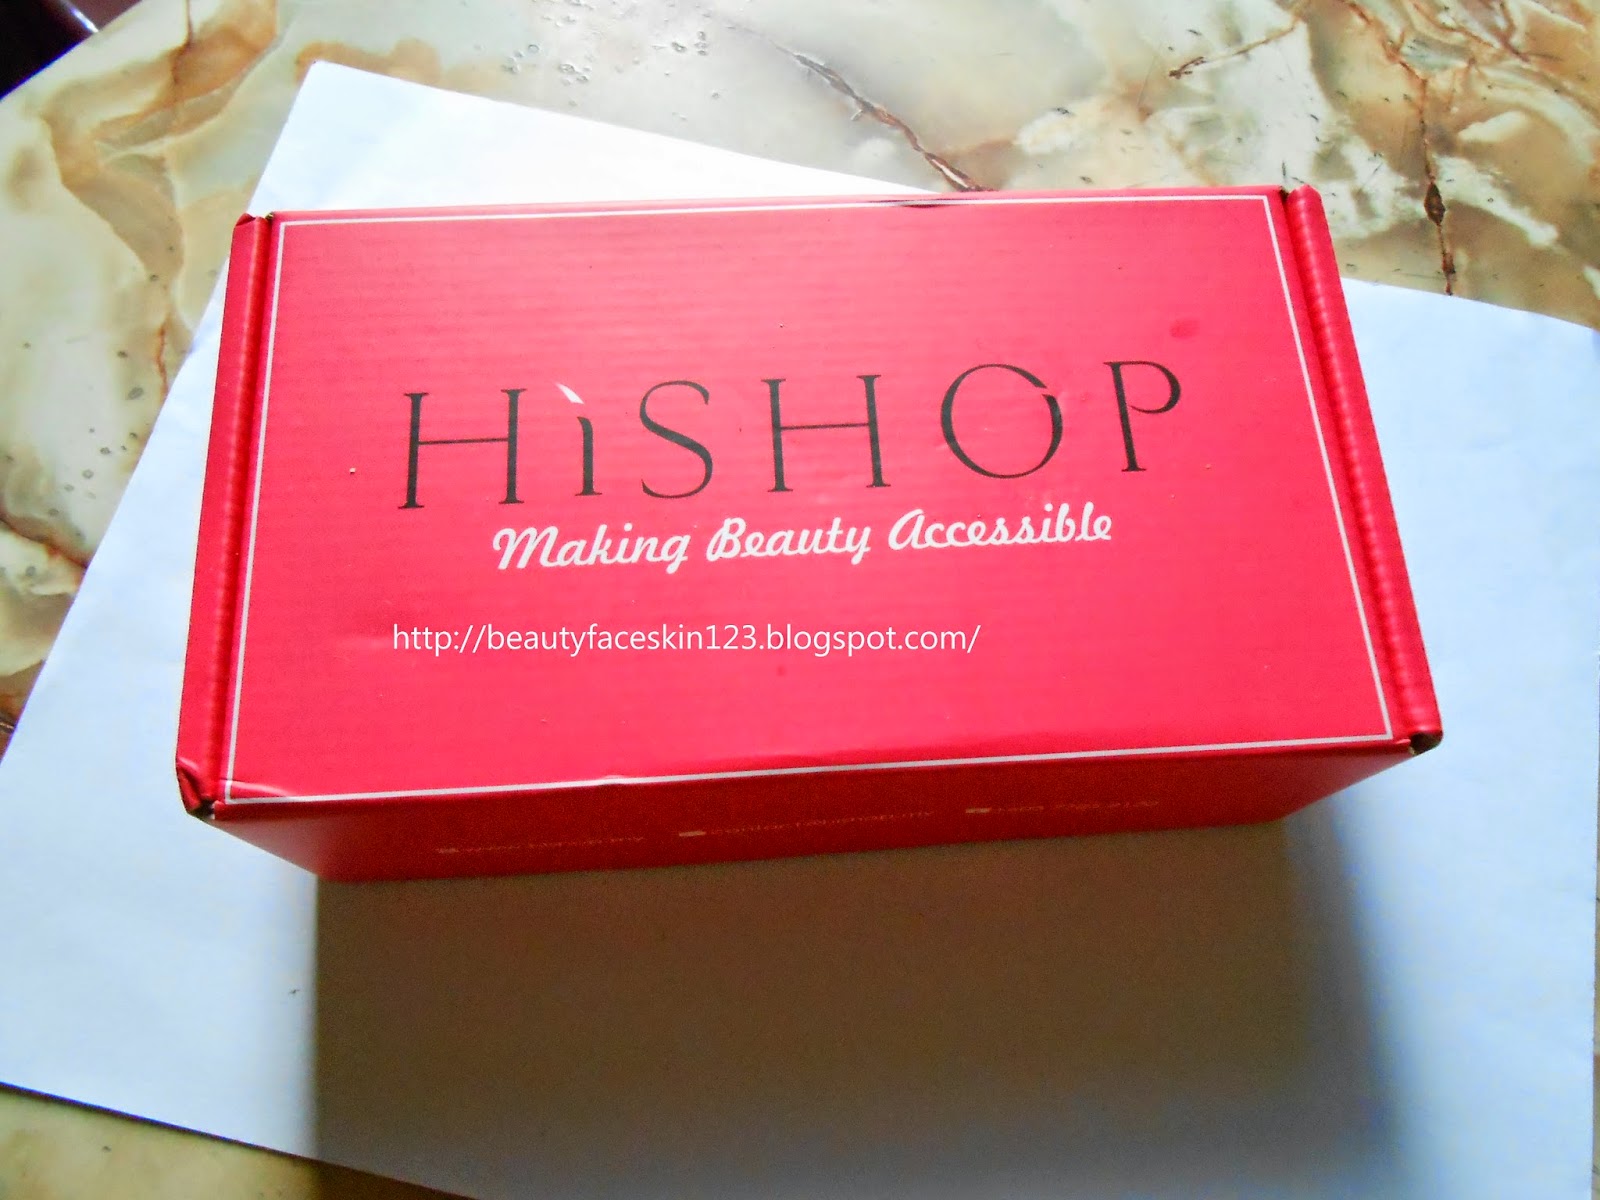 HiSHOP
Making Beauty Accessible
http://beautyfaceskin123.blogspot.com/